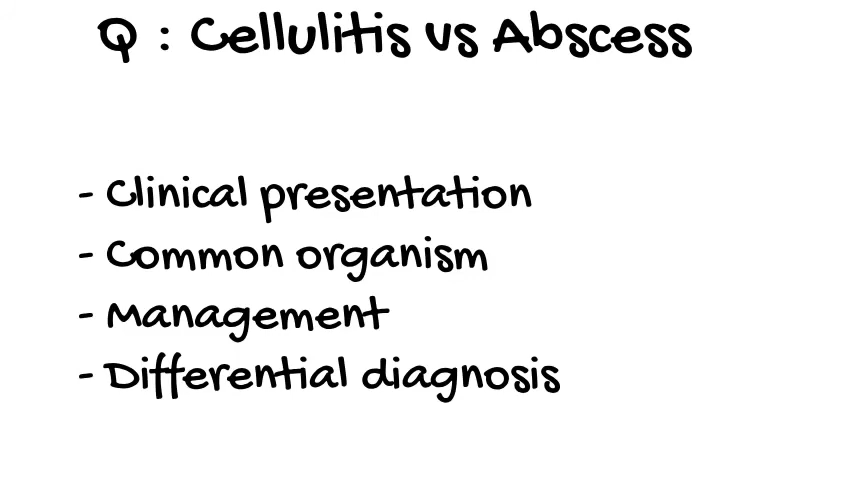 Q : Cellulitis vs Abscess
- Clinical presentation
- Common organism
- Management
- Differential diagnosis